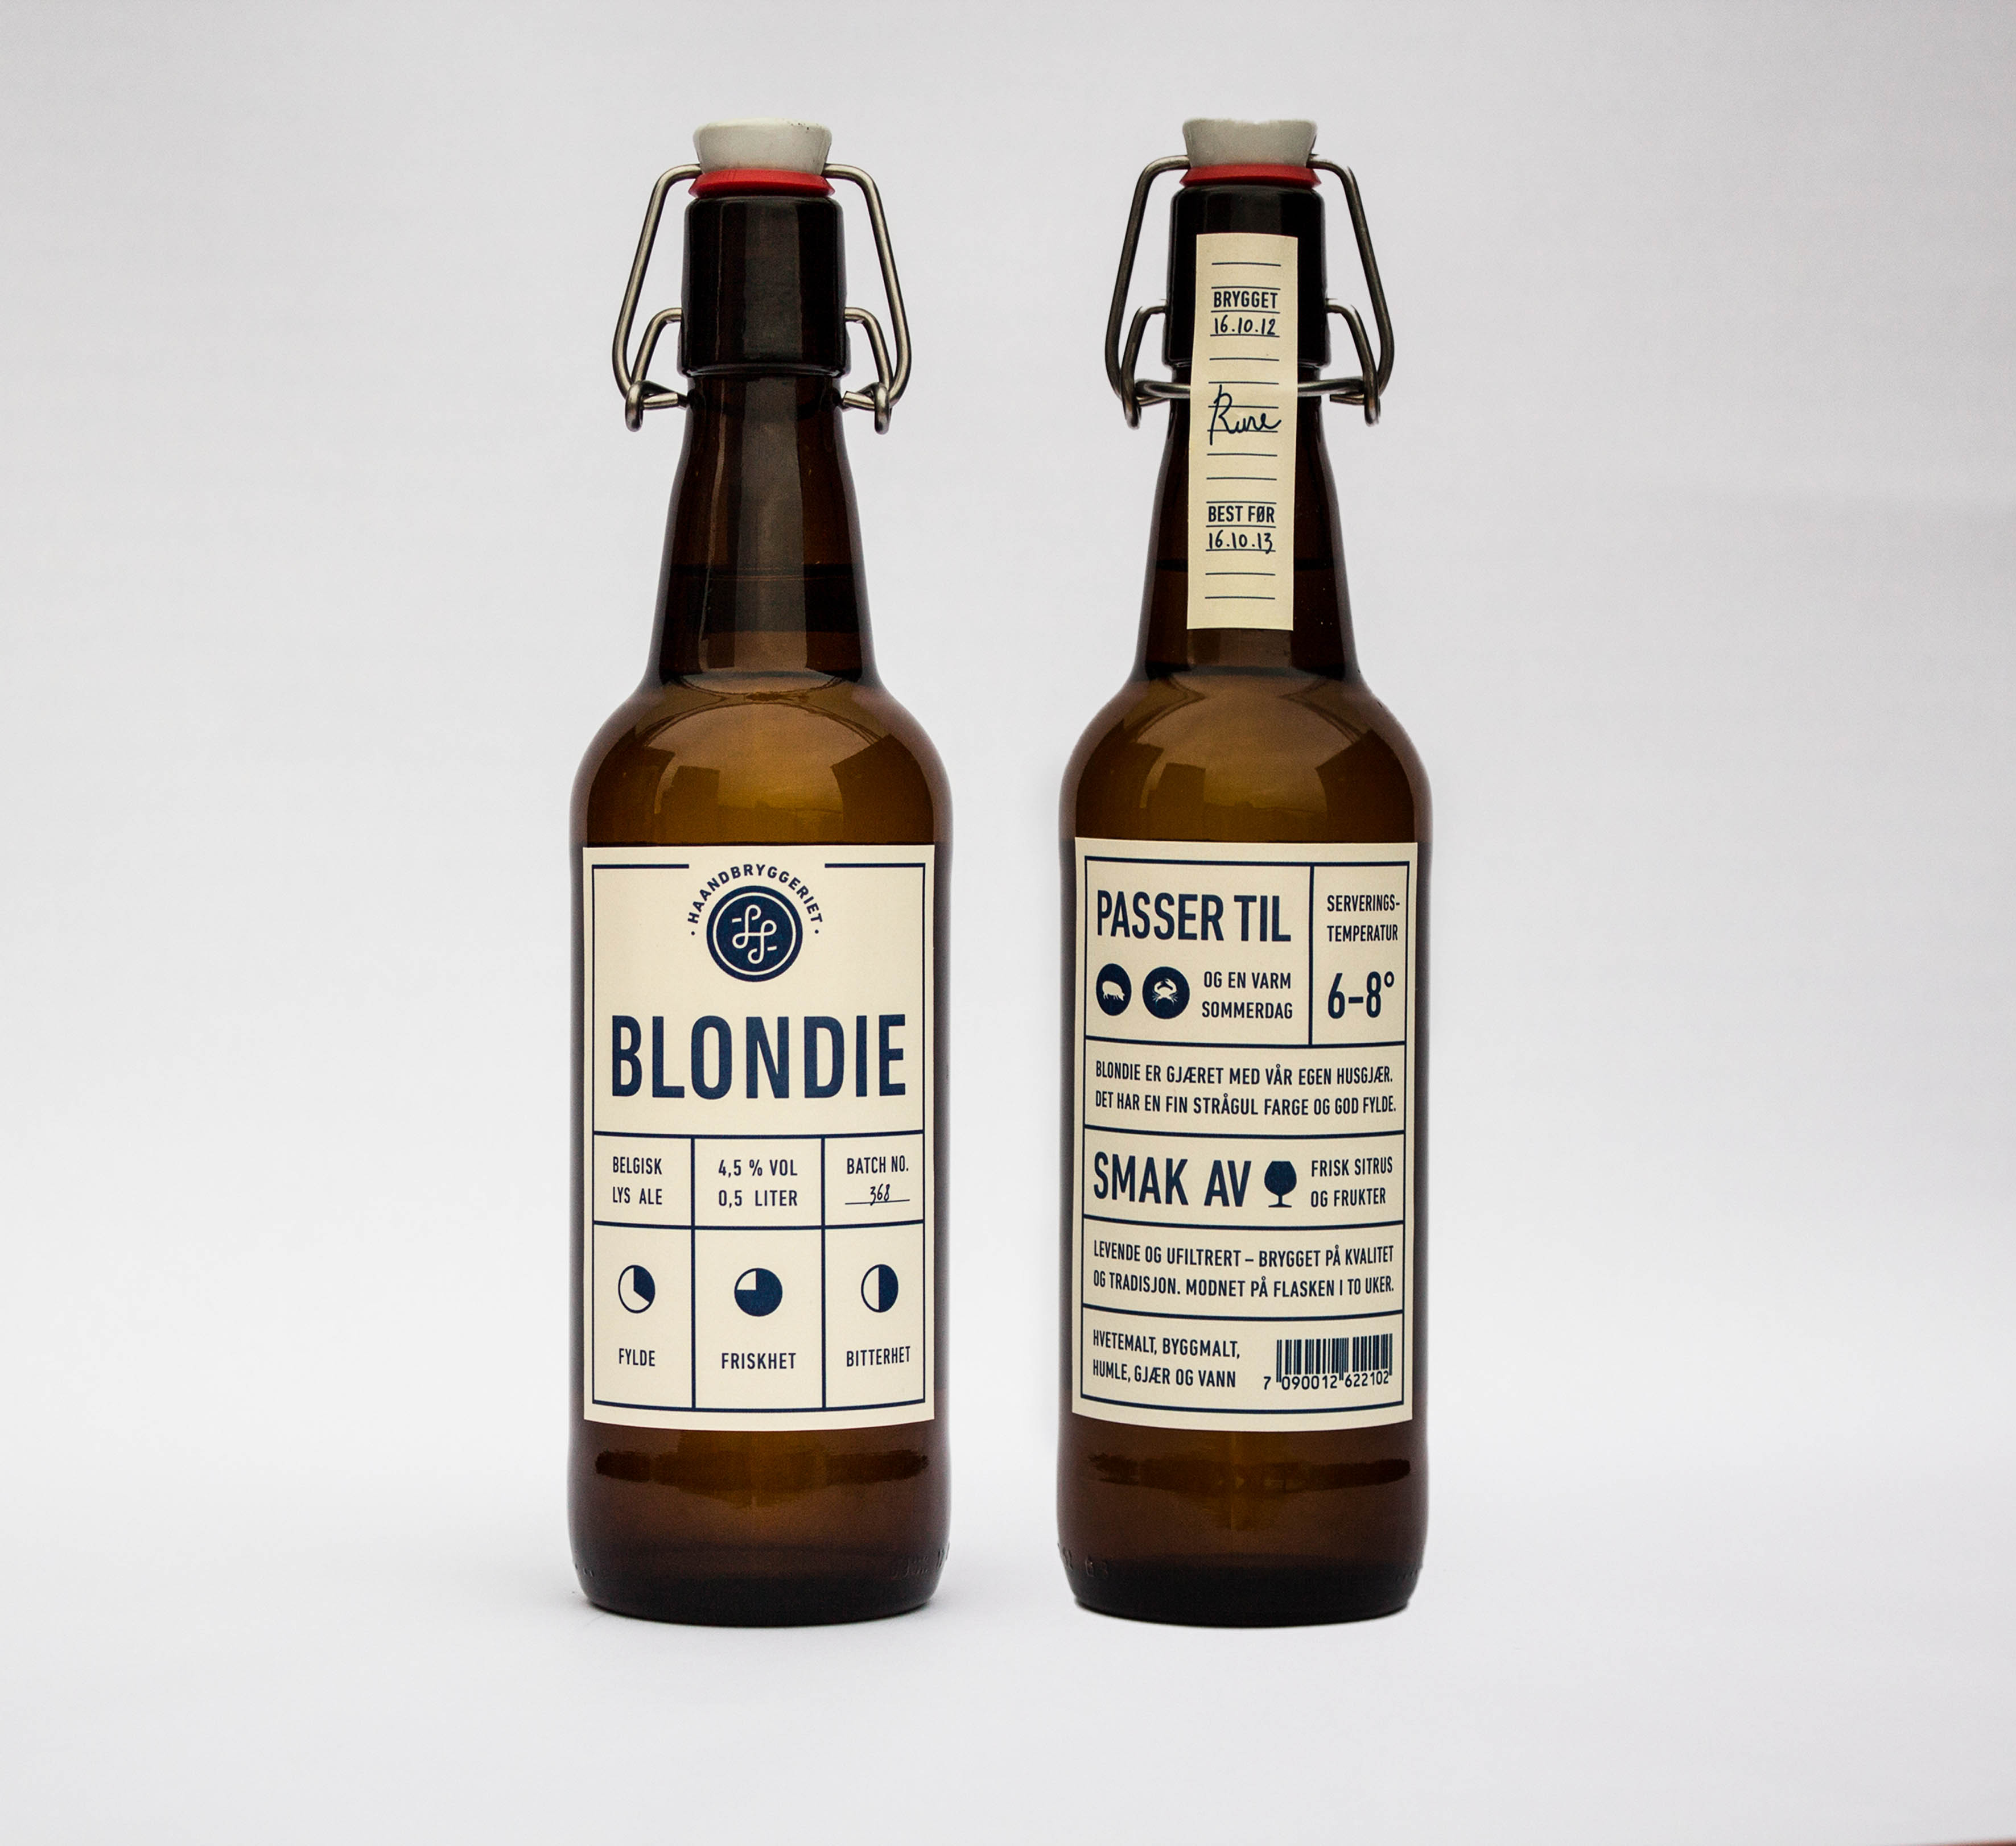 · HAANDBRYGGERIET ·
BLONDIE
BELGISK
LYS ALE
4,5 % VOL
0,5 LITER
BATCH NO.
368
FYLDE
FRISKHET
BITTERHET
BRYGGET
16.10.12
Rune
BEST FØR
16.10.13
PASSER TIL
OG EN VARM
SOMMERDAG
SERVERINGS-
TEMPERATUR
6–8°
BLONDIE ER GJÆRET MED VÅR EGEN HUSGJÆR.
DET HAR EN FIN STRÅGUL FARGE OG GOD FYLDE.
SMAK AV
FRISK SITRUS
OG FRUKTER
LEVENDE OG UFILTRERT – BRYGGET PÅ KVALITET
OG TRADISJON. MODNET PÅ FLASKEN I TO UKER.
HVETEMALT, BYGGMALT,
HUMLE, GJÆR OG VANN
7 090012 622102